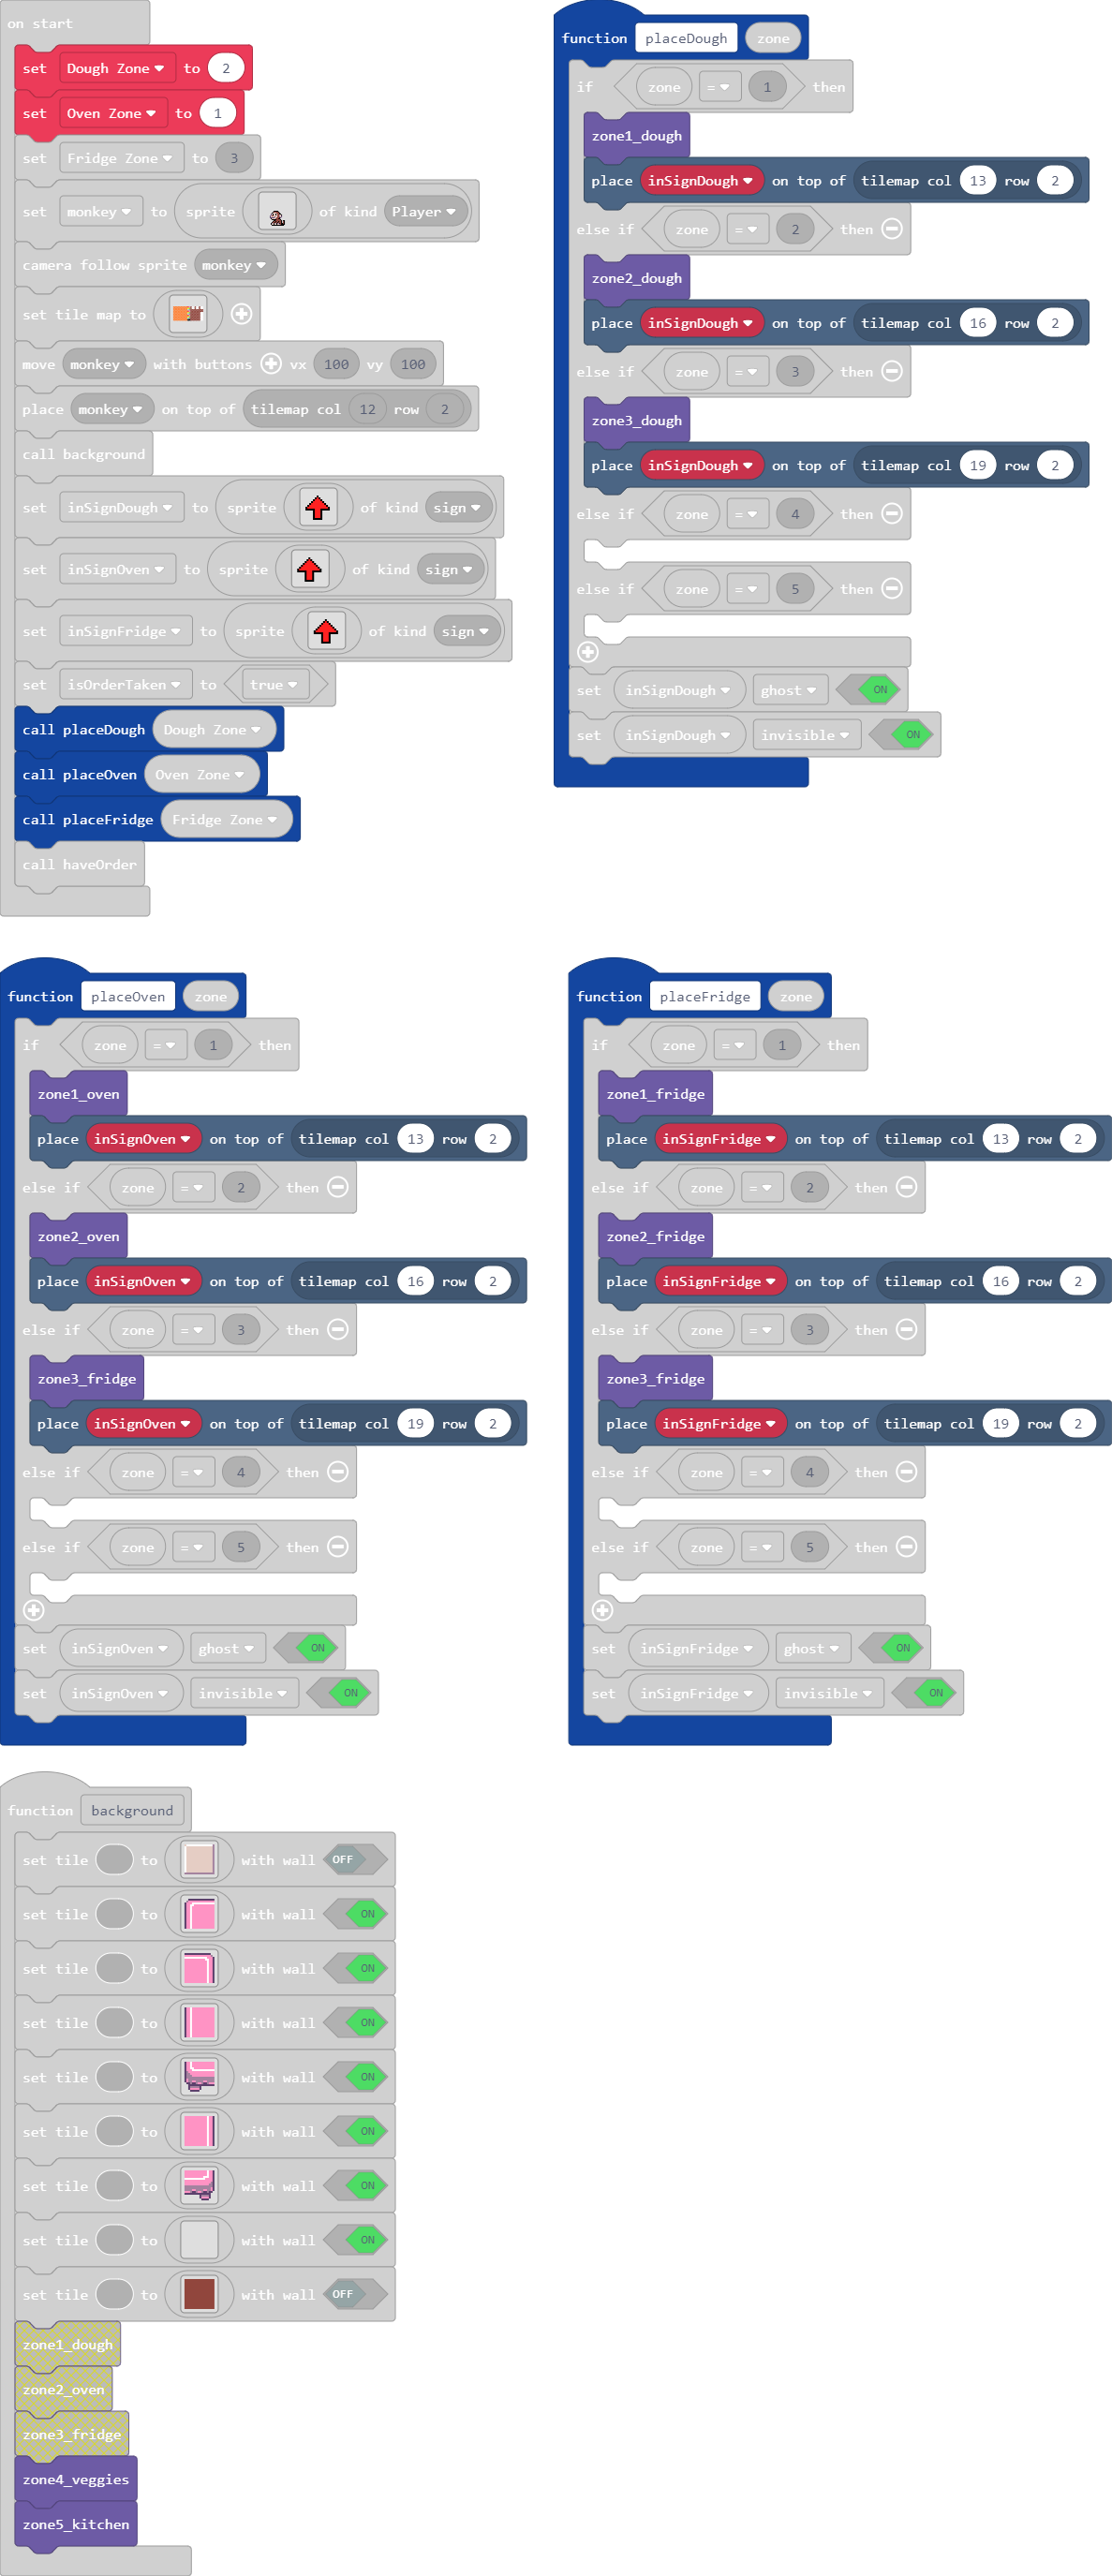 on start
set Dough Zone to 2
set Oven Zone to 1
set Fridge Zone to 3
set monkey to sprite of kind Player
camera follow sprite monkey
set tile map to
move monkey with buttons vx 100 vy 100
place monkey on top of tilemap col 12 row 2
call background
set inSignDough to sprite of kind sign
set inSignOven to sprite of kind sign
set inSignFridge to sprite of kind sign
set isOrderTaken to true
call placeDough Dough Zone
call placeOven Oven Zone
call placeFridge Fridge Zone
call haveOrder
function placeDough zone
if zone = 1 then
zone1_dough
place inSignDough on top of tilemap col 13 row 2
else if zone = 2 then
zone2_dough
place inSignDough on top of tilemap col 16 row 2
else if zone = 3 then
zone3_dough
place inSignDough on top of tilemap col 19 row 2
else if zone = 4 then
else if zone = 5 then
set inSignDough ghost ON
set inSignDough invisible ON
function placeOven zone
if zone = 1 then
zone1_oven
place inSignOven on top of tilemap col 13 row 2
else if zone = 2 then
zone2_oven
place inSignOven on top of tilemap col 16 row 2
else if zone = 3 then
zone3_fridge
place inSignOven on top of tilemap col 19 row 2
else if zone = 4 then
else if zone = 5 then
set inSignOven ghost ON
set inSignOven invisible ON
function placeFridge zone
if zone = 1 then
zone1_fridge
place inSignFridge on top of tilemap col 13 row 2
else if zone = 2 then
zone2_fridge
place inSignFridge on top of tilemap col 16 row 2
else if zone = 3 then
zone3_fridge
place inSignFridge on top of tilemap col 19 row 2
else if zone = 4 then
else if zone = 5 then
set inSignFridge ghost ON
set inSignFridge invisible ON
function background
set tile to with wall OFF
set tile to with wall ON
set tile to with wall ON
set tile to with wall ON
set tile to with wall ON
set tile to with wall ON
set tile to with wall ON
set tile to with wall ON
set tile to with wall OFF
zone1_dough
zone2_oven
zone3_fridge
zone4_veggies
zone5_kitchen